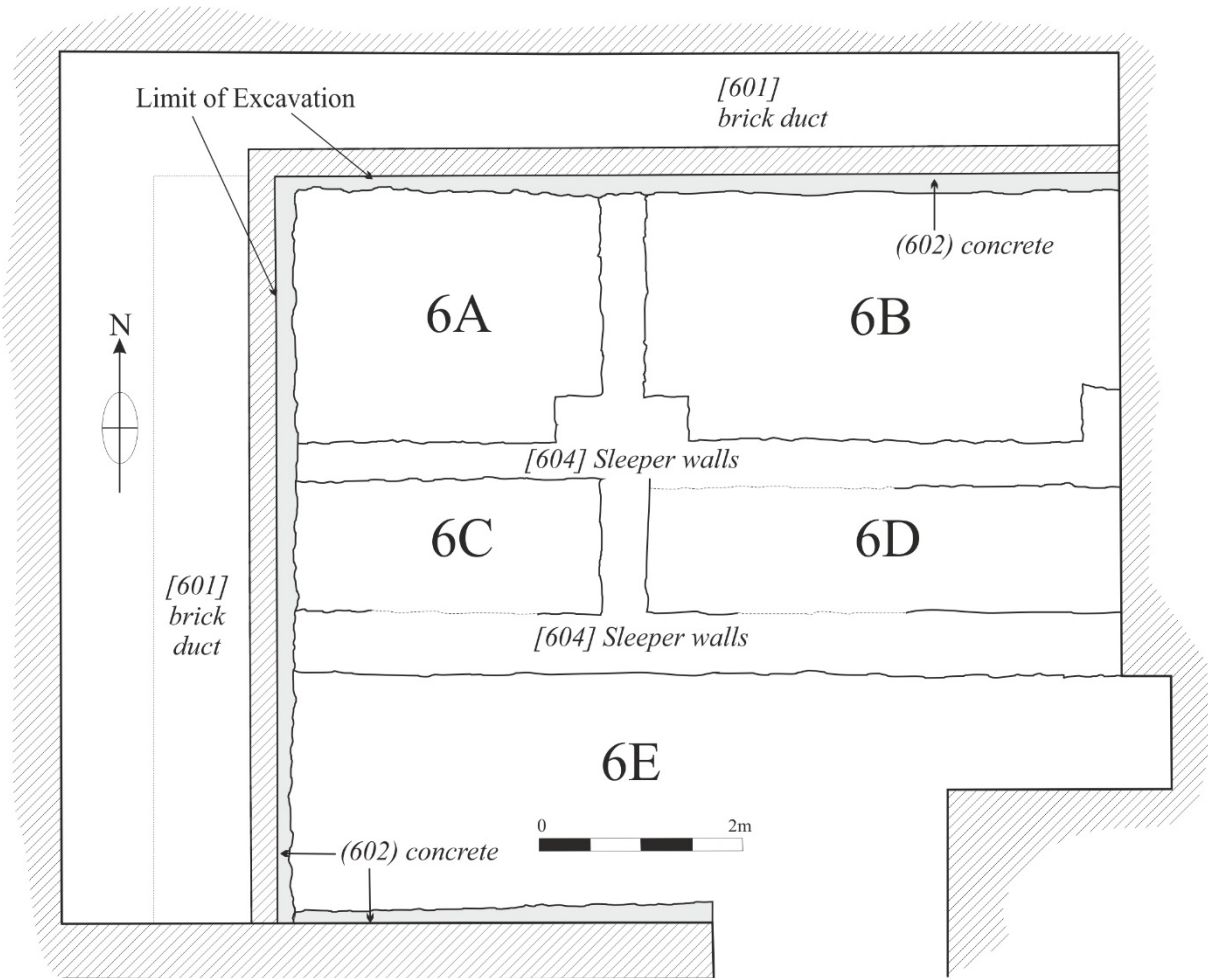 [601]
brick duct
Limit of Excavation
(602) concrete
6A
6B
N
[604] Sleeper walls
6C
6D
[601]
brick
duct
[604] Sleeper walls
6E
0 2m
(602) concrete